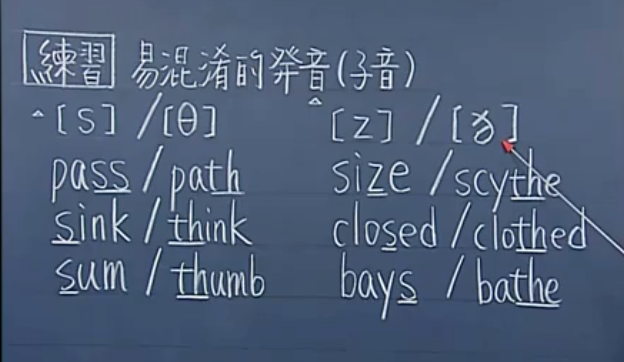 練習 易混淆的発音(子音)
[s] / [θ] [z] / [ð]
pass / path size / scythe
sink / think closed / clothed
sum / thumb bays / bathe